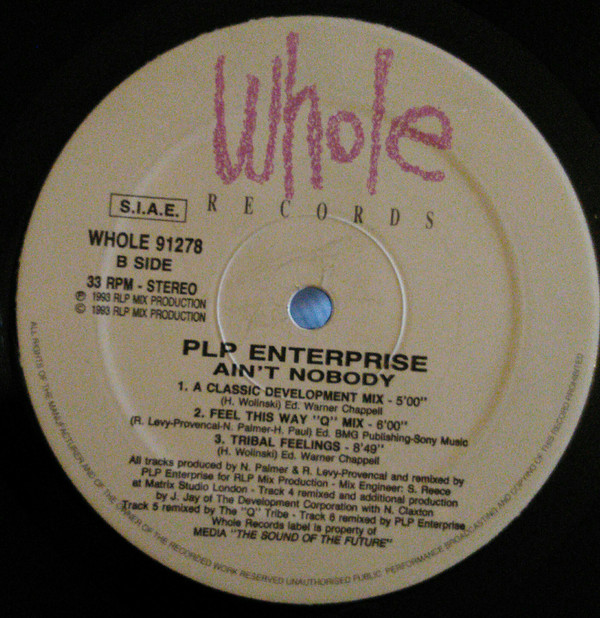 Whole
RECORDS
S.I.A.E.
WHOLE 91278
B SIDE
33 RPM - STEREO
℗ 1993 RLP MIX PRODUCTION
© 1993 RLP MIX PRODUCTION
PLP ENTERPRISE
AIN'T NOBODY
1. A CLASSIC DEVELOPMENT MIX - 5'00"
(H. Wolinski) Ed. Warner Chappell
2. FEEL THIS WAY "Q" MIX - 6'00"
(R. Levy-Provencal-N. Palmer-H. Paul) Ed. BMG Publishing-Sony Music
3. TRIBAL FEELINGS - 8'49"
(H. Wolinski) Ed. Warner Chappell
All tracks produced by N. Palmer & R. Levy-Provencal and remixed by
PLP Enterprise for RLP Mix Production - Mix Engineer: S. Reece
at Matrix Studio London - Track 4 remixed and additional production
by J. Jay of The Development Corporation with N. Claxton
Track 5 remixed by The "Q" Tribe - Track 6 remixed by PLP Enterprise
Whole Records label is property of
MEDIA "THE SOUND OF THE FUTURE"
ALL RIGHTS OF THE MANUFACTURER AND OF THE OWNER OF THE RECORDED WORK RESERVED UNAUTHORISED PUBLIC PERFORMANCE BROADCASTING AND COPYING OF THIS RECORD PROHIBITED